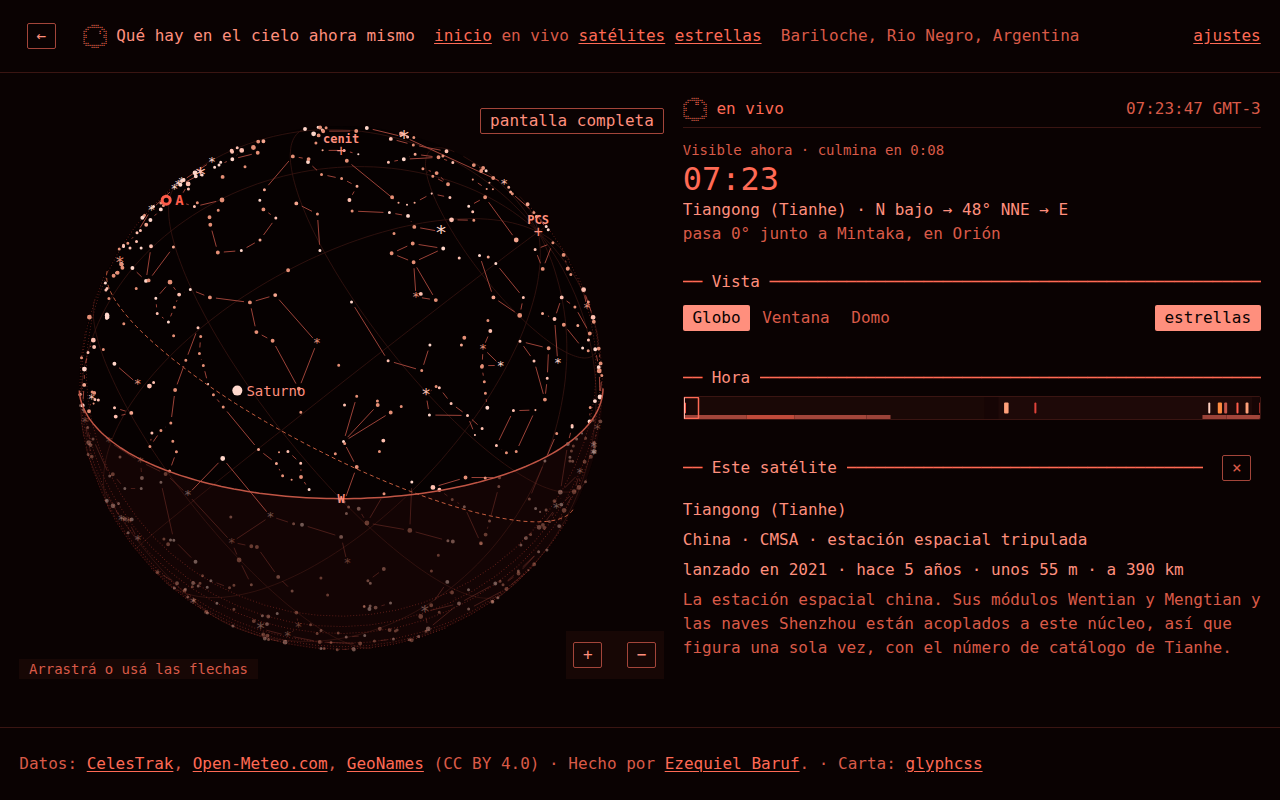 ← Qué hay en el cielo ahora mismo inicio en vivo satélites estrellas Bariloche, Rio Negro, Argentina ajustes
pantalla completa
cenit
A
PCS
Saturno
W
+ −
Arrastrá o usá las flechas
en vivo 07:23:47 GMT-3
Visible ahora · culmina en 0:08
07:23
Tiangong (Tianhe) · N bajo → 48° NNE → E
pasa 0° junto a Mintaka, en Orión
Vista
Globo Ventana Domo estrellas
Hora
Este satélite ×
Tiangong (Tianhe)
China · CMSA · estación espacial tripulada
lanzado en 2021 · hace 5 años · unos 55 m · a 390 km
La estación espacial china. Sus módulos Wentian y Mengtian y
las naves Shenzhou están acoplados a este núcleo, así que
figura una sola vez, con el número de catálogo de Tianhe.
Datos: CelesTrak, Open-Meteo.com, GeoNames (CC BY 4.0) · Hecho por Ezequiel Baruf. · Carta: glyphcss